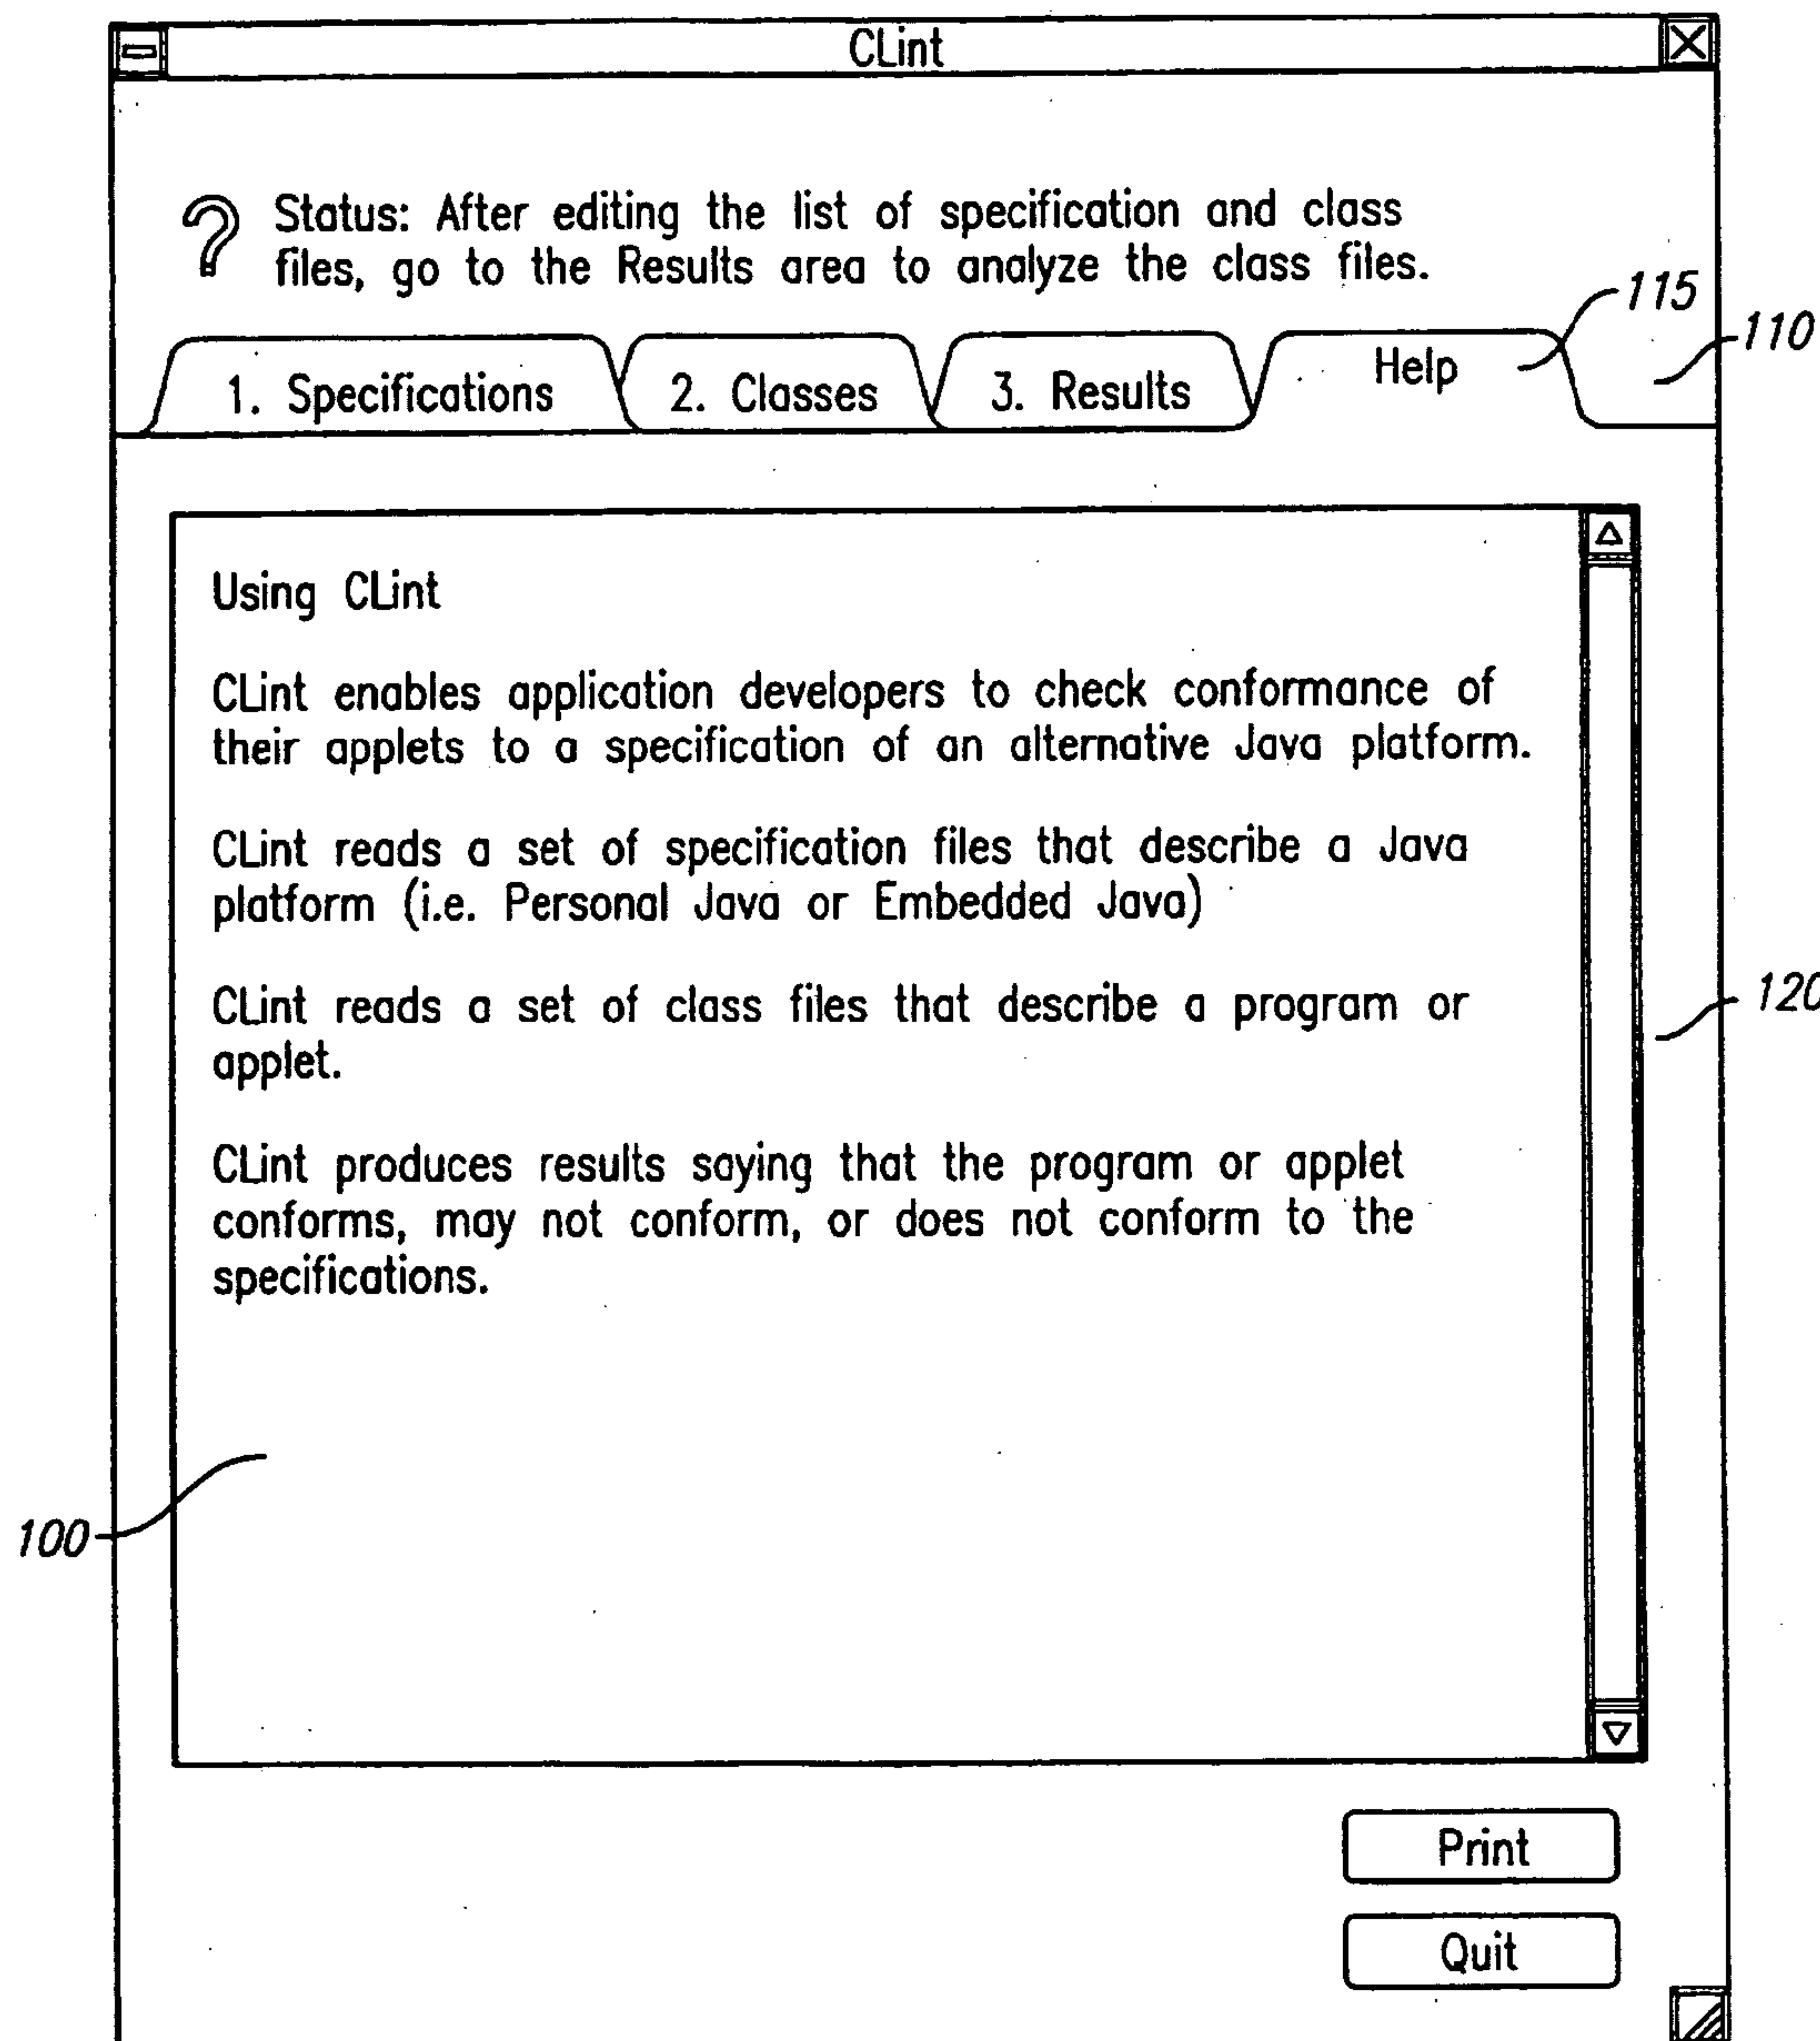 CLint
Status: After editing the list of specification and class
files, go to the Results area to analyze the class files.
115
110
1. Specifications
2. Classes
3. Results
Help
Using CLint
CLint enables application developers to check conformance of
their applets to a specification of an alternative Java platform.
CLint reads a set of specification files that describe a Java
platform (i.e. Personal Java or Embedded Java)
CLint reads a set of class files that describe a program or
applet.
120
CLint produces results saying that the program or applet
conforms, may not conform, or does not conform to the
specifications.
100
Print
Quit